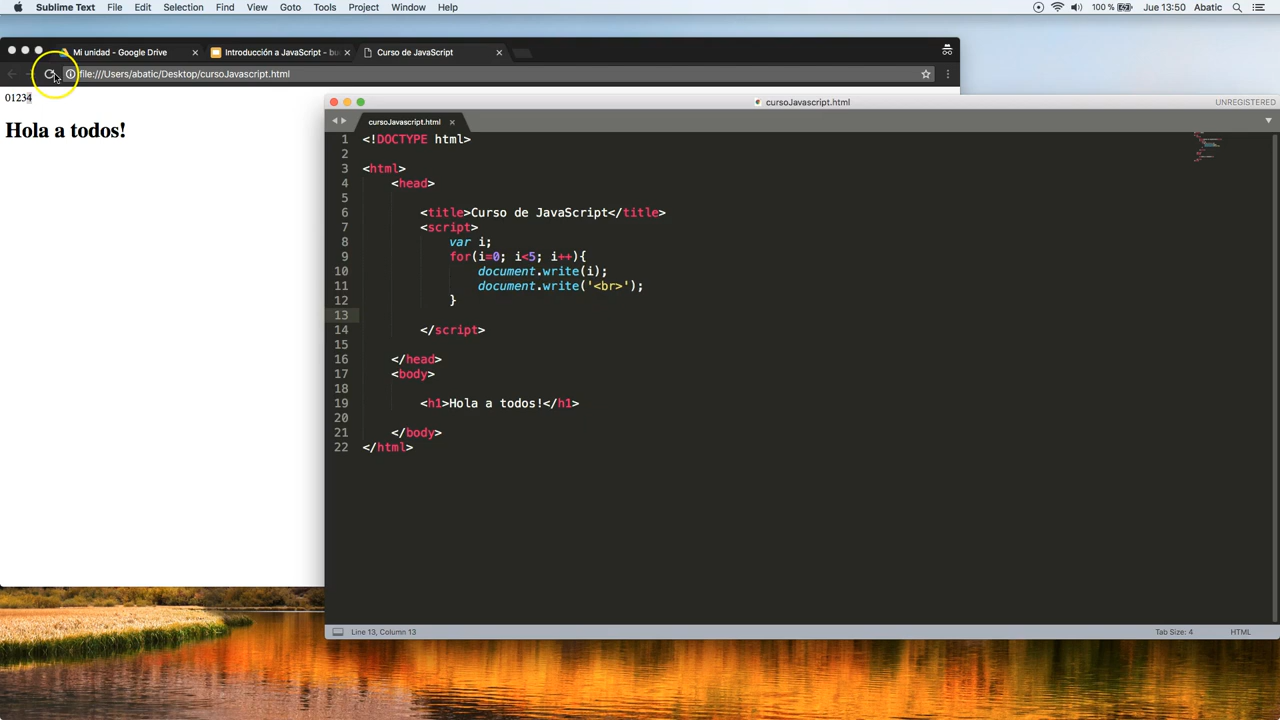 Sublime Text File Edit Selection Find View Goto Tools Project Window Help 100 % Jue 13:50 Abatic
Mi unidad - Google Drive Introducción a JavaScript - bu Curso de JavaScript
file:///Users/abatic/Desktop/cursoJavascript.html
01234
Hola a todos!
cursoJavascript.html UNREGISTERED
cursoJavascript.html
1 <!DOCTYPE html>
2
3 <html>
4 <head>
5
6 <title>Curso de JavaScript</title>
7 <script>
8 var i;
9 for(i=0; i<5; i++){
10 document.write(i);
11 document.write('<br>');
12 }
13
14 </script>
15
16 </head>
17 <body>
18
19 <h1>Hola a todos!</h1>
20
21 </body>
22 </html>
Line 13, Column 13 Tab Size: 4 HTML